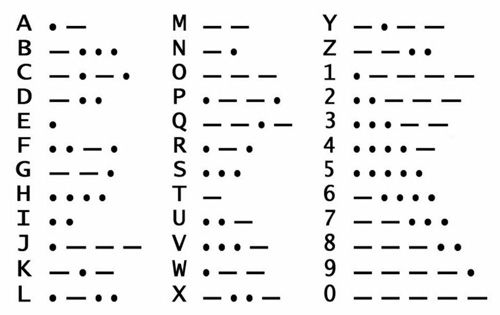 A • —
B — • • •
C — • — •
D — • •
E •
F • • — •
G — — •
H • • • •
I • •
J • — — —
K — • —
L • — • •
M — —
N — •
O — — —
P • — — •
Q — — • —
R • — •
S • • •
T —
U • • —
V • • • —
W • — —
X — • • —
Y — • — —
Z — — • •
1 • — — — —
2 • • — — —
3 • • • — —
4 • • • • —
5 • • • • •
6 — • • • •
7 — — • • •
8 — — — • •
9 — — — — •
0 — — — — —